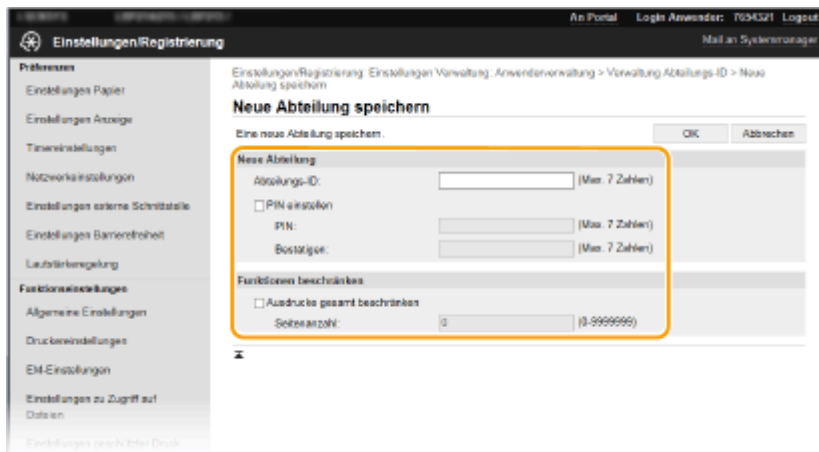 An Portal Login Anwender: 7654321 Logout
Einstellungen/Registrierung
Mail an Systemmanager
Präferenzen
Einstellungen Papier
Einstellungen Anzeige
Timereinstellungen
Netzwerkeinstellungen
Einstellungen externe Schnittstelle
Einstellungen Barrierefreiheit
Lautstärkeregelung
Funktionseinstellungen
Allgemeine Einstellungen
Druckereinstellungen
EM-Einstellungen
Einstellungen zu Zugriff auf
Dateien
Einstellungen geschützter Druck
Einstellungen/Registrierung: Einstellungen Verwaltung: Anwenderverwaltung > Verwaltung Abteilungs-ID > Neue
Abteilung speichern
Neue Abteilung speichern
Eine neue Abteilung speichern.
OK
Abbrechen
Neue Abteilung
Abteilungs-ID:
(Max. 7 Zahlen)
PIN einstellen
PIN:
(Max. 7 Zahlen)
Bestätigen:
(Max. 7 Zahlen)
Funktionen beschränken
Ausdrucke gesamt beschränken
Seitenanzahl:
0
(0-9999999)